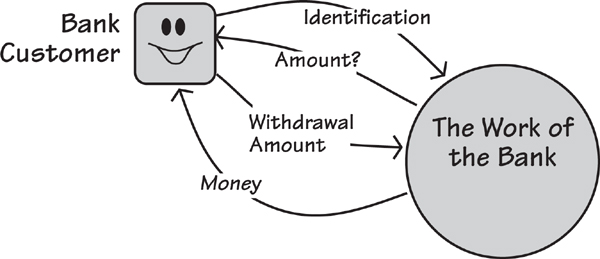 Bank
Customer
Identification
Amount?
Withdrawal
Amount
Money
The Work of
the Bank